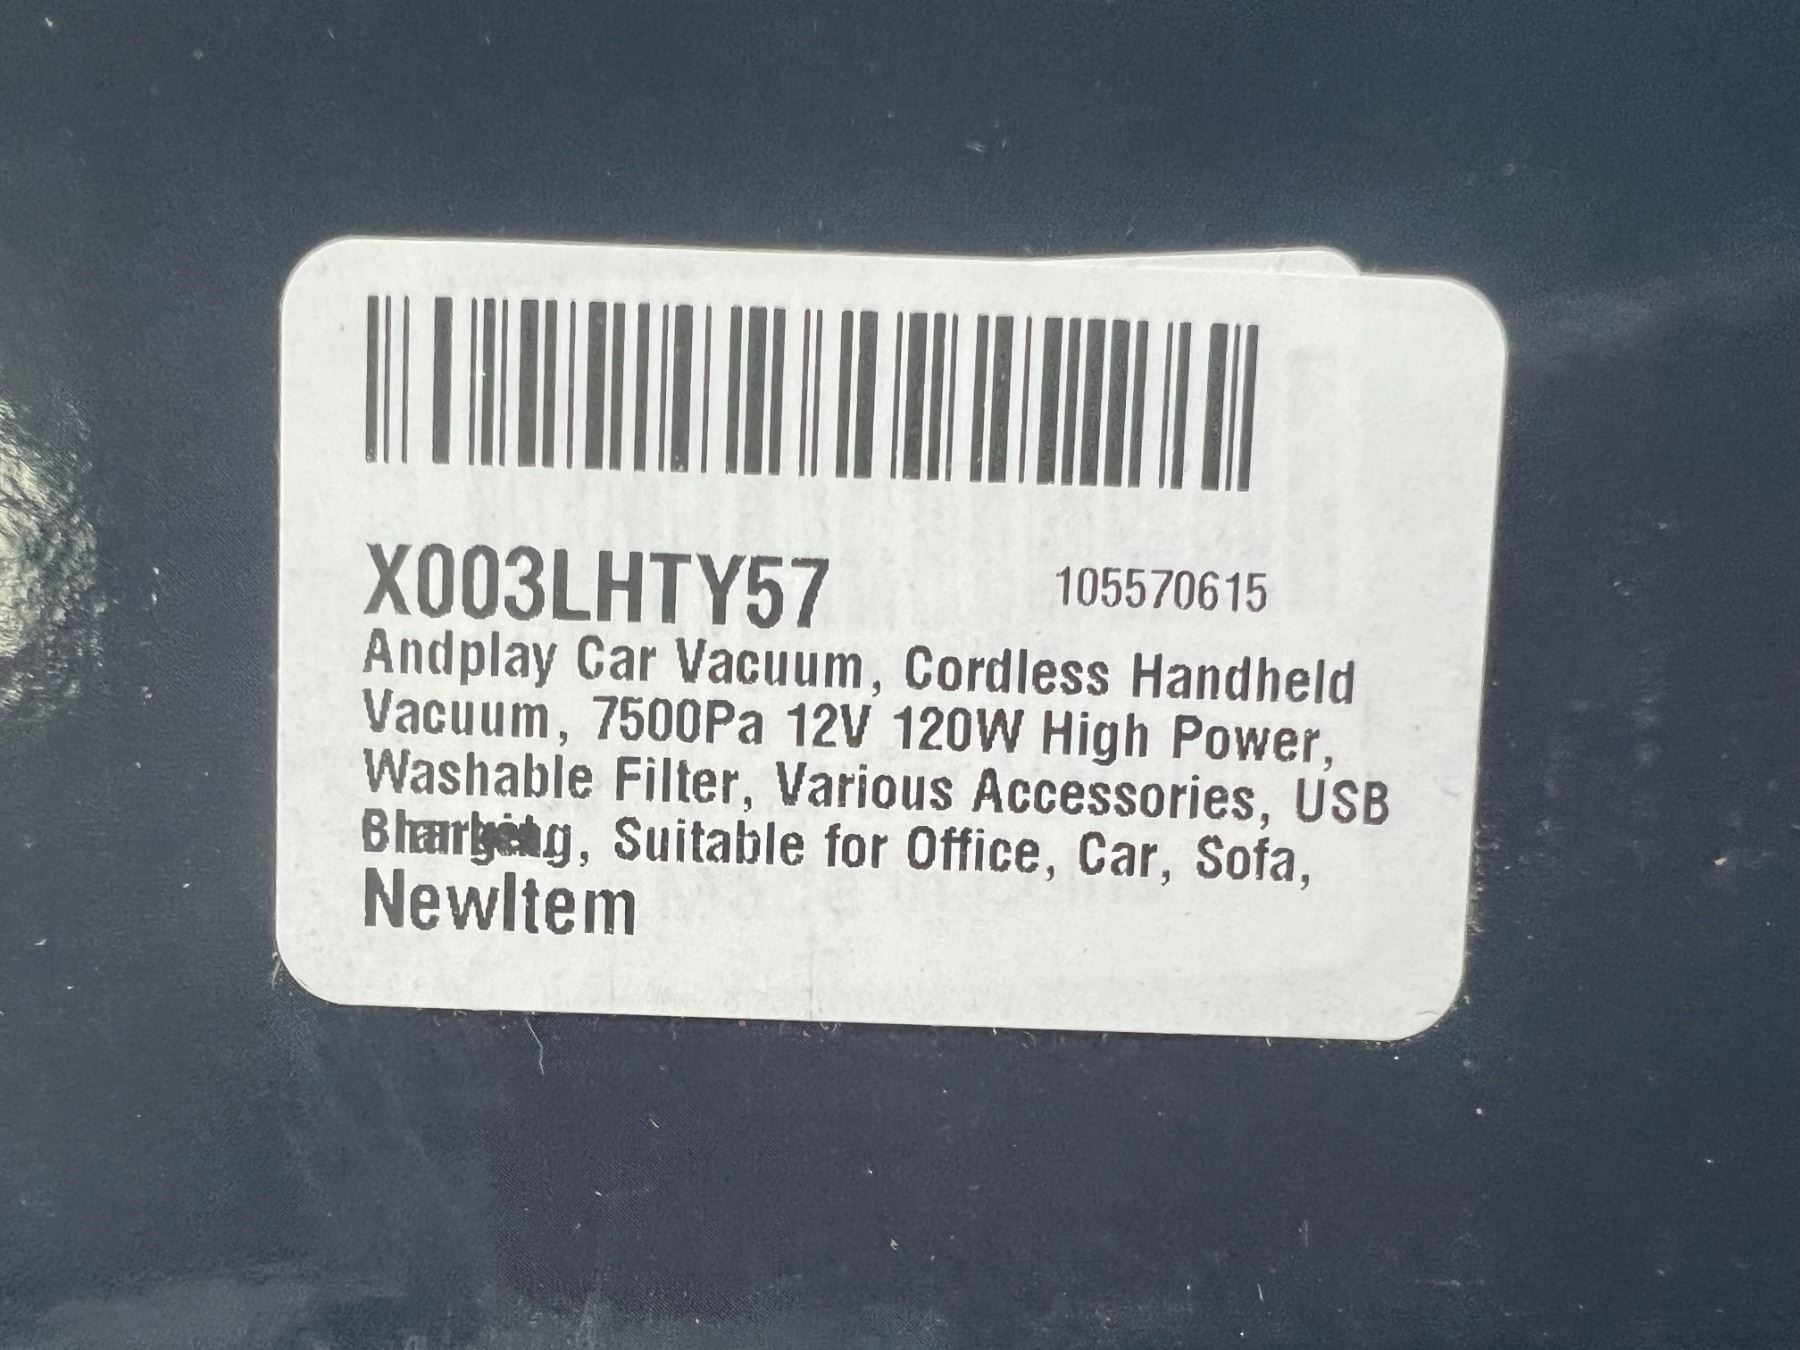 X003LHTY57 105570615
Andplay Car Vacuum, Cordless Handheld
Vacuum, 7500Pa 12V 120W High Power,
Washable Filter, Various Accessories, USB
, Suitable for Office, Car, Sofa,
NewItem